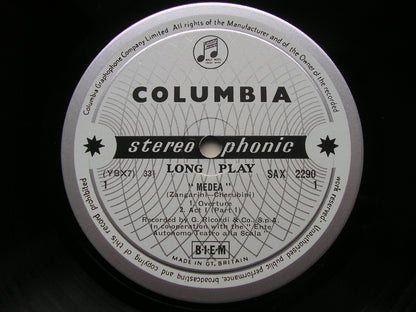 Columbia Graphophone Company Limited. All rights of the Manufacturer and of the Owner of the recorded work reserved. Unauthorised public performance, broadcasting and copying of this record prohibited
COLUMBIA
stereophonic
LONG PLAY
(YBX7) 33⅓ SAX 2290
1 1
"MEDEA"
(Zangarini-Cherubini)
1. Overture
2. Act I (Part 1)
Recorded by G. Ricordi & Co., S.p.A.
In cooperation with the "Ente
Autonomo Teatro alla Scala"
BIEM
MADE IN GT. BRITAIN